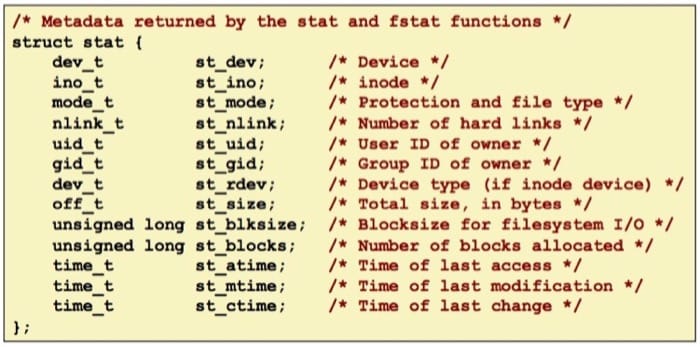 /* Metadata returned by the stat and fstat functions */
struct stat {
    dev_t         st_dev;     /* Device */
    ino_t         st_ino;     /* inode */
    mode_t        st_mode;    /* Protection and file type */
    nlink_t       st_nlink;   /* Number of hard links */
    uid_t         st_uid;     /* User ID of owner */
    gid_t         st_gid;     /* Group ID of owner */
    dev_t         st_rdev;    /* Device type (if inode device) */
    off_t         st_size;    /* Total size, in bytes */
    unsigned long st_blksize; /* Blocksize for filesystem I/O */
    unsigned long st_blocks;  /* Number of blocks allocated */
    time_t        st_atime;   /* Time of last access */
    time_t        st_mtime;   /* Time of last modification */
    time_t        st_ctime;   /* Time of last change */
};